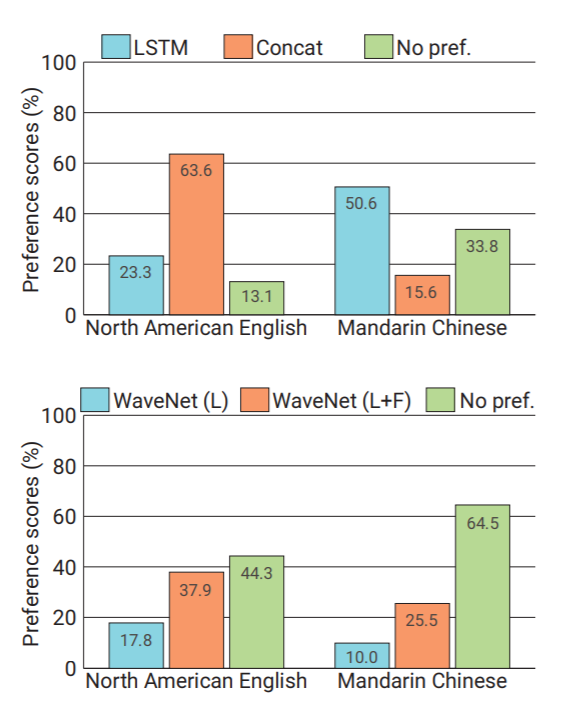 LSTM Concat No pref.
Preference scores (%)
100
80
60
40
20
0
23.3 63.6 13.1 50.6 15.6 33.8
North American English Mandarin Chinese
WaveNet (L) WaveNet (L+F) No pref.
Preference scores (%)
100
80
60
40
20
0
17.8 37.9 44.3 10.0 25.5 64.5
North American English Mandarin Chinese